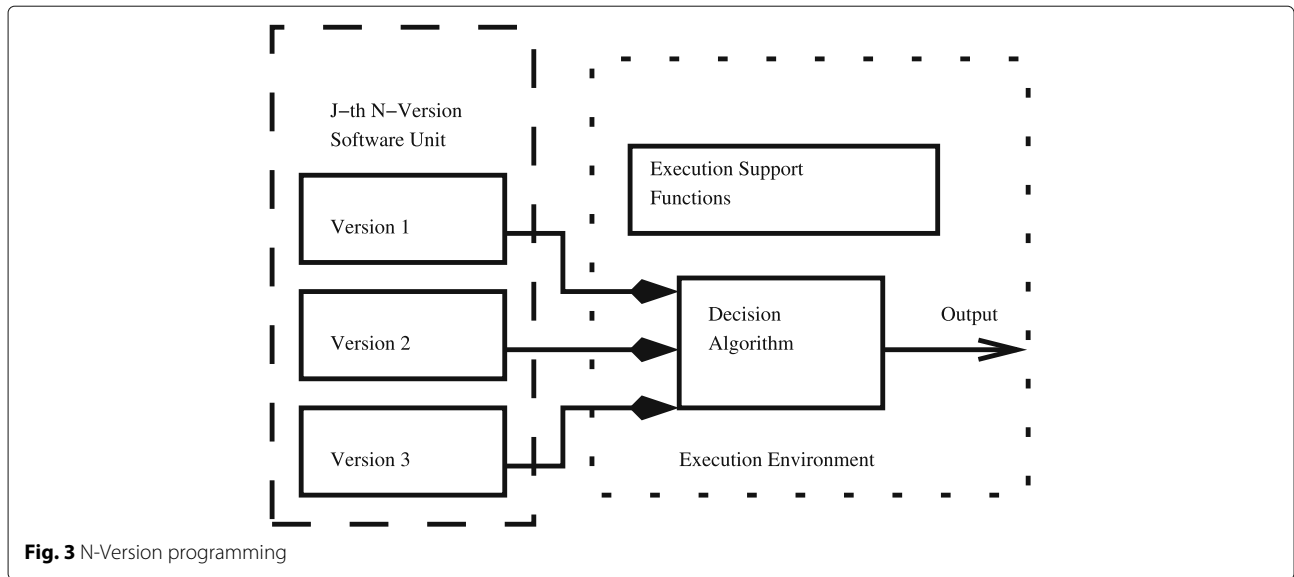 J−th N−Version
Software Unit
Version 1
Version 2
Version 3
Execution Support
Functions
Decision
Algorithm
Output
Execution Environment
Fig. 3 N-Version programming